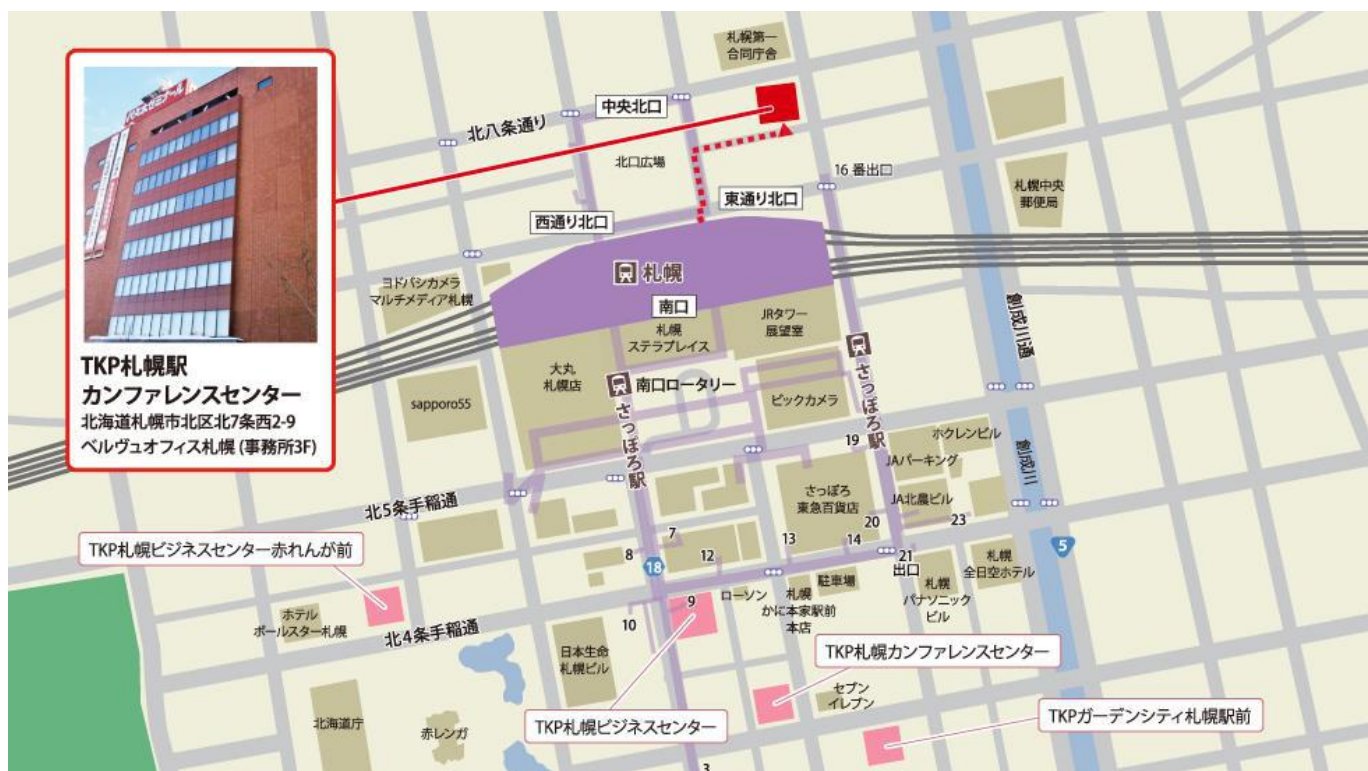 札幌第一
合同庁舎
中央北口
北八条通り
北口広場
16 番出口
札幌中央
郵便局
東通り北口
西通り北口
札幌
ヨドバシカメラ
マルチメディア札幌
南口
札幌
ステラプレイス
JRタワー
展望室
創成川通
TKP札幌駅
カンファレンスセンター
北海道札幌市北区北7条西2-9
ベルヴュオフィス札幌 (事務所3F)
大丸
札幌店
南口ロータリー
さっぽろ駅
sapporo55
ビックカメラ
さっぽろ駅
19
ホクレンビル
JAパーキング
創成川
北5条手稲通
さっぽろ
東急百貨店
JA北農ビル
20
23
TKP札幌ビジネスセンター赤れんが前
7
8
12
13
14
21
出口
札幌
全日空ホテル
5
18
ローソン
札幌
かに本家駅前
本店
駐車場
札幌
パナソニック
ビル
9
10
ホテル
ポールスター札幌
北4条手稲通
日本生命
札幌ビル
TKP札幌カンファレンスセンター
セブン
イレブン
北海道庁
赤レンガ
TKP札幌ビジネスセンター
TKPガーデンシティ札幌駅前
3